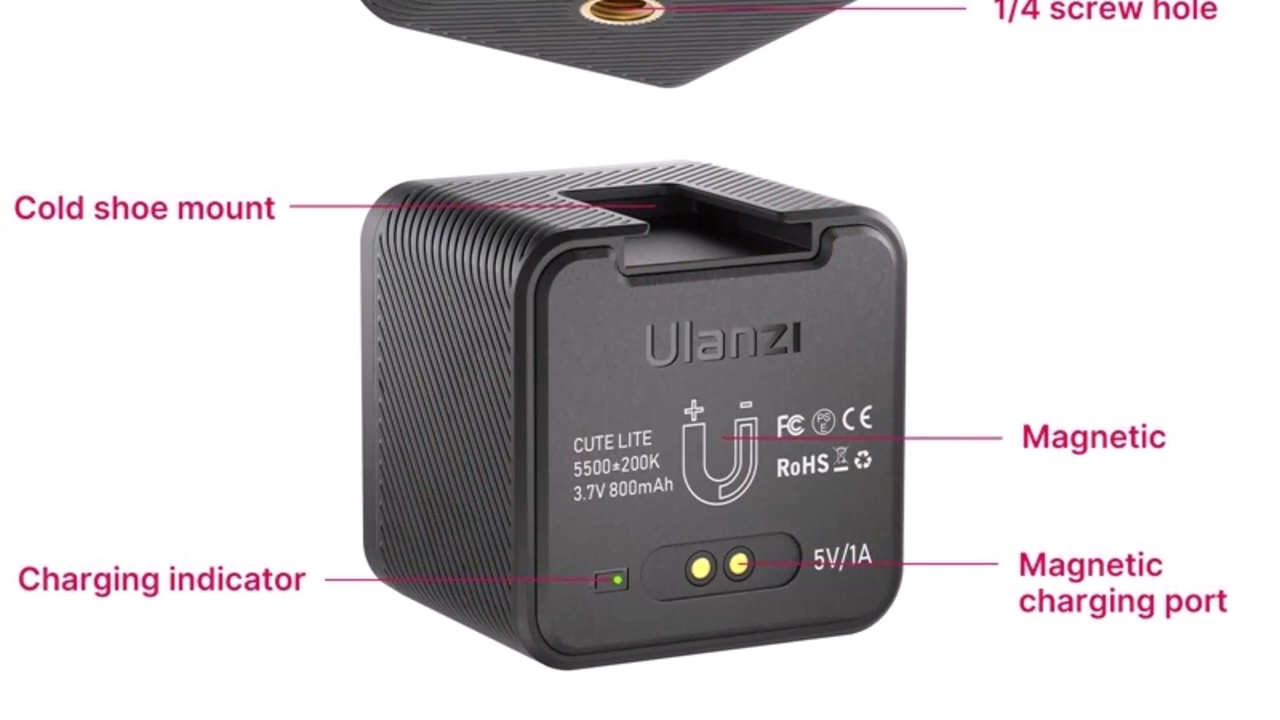 1/4 screw hole
Cold shoe mount
Ulanzi
+ -
CUTE LITE
5500±200K
3.7V 800mAh
FC PS E CE
RoHS
Magnetic
5V/1A
Charging indicator
Magnetic
charging port